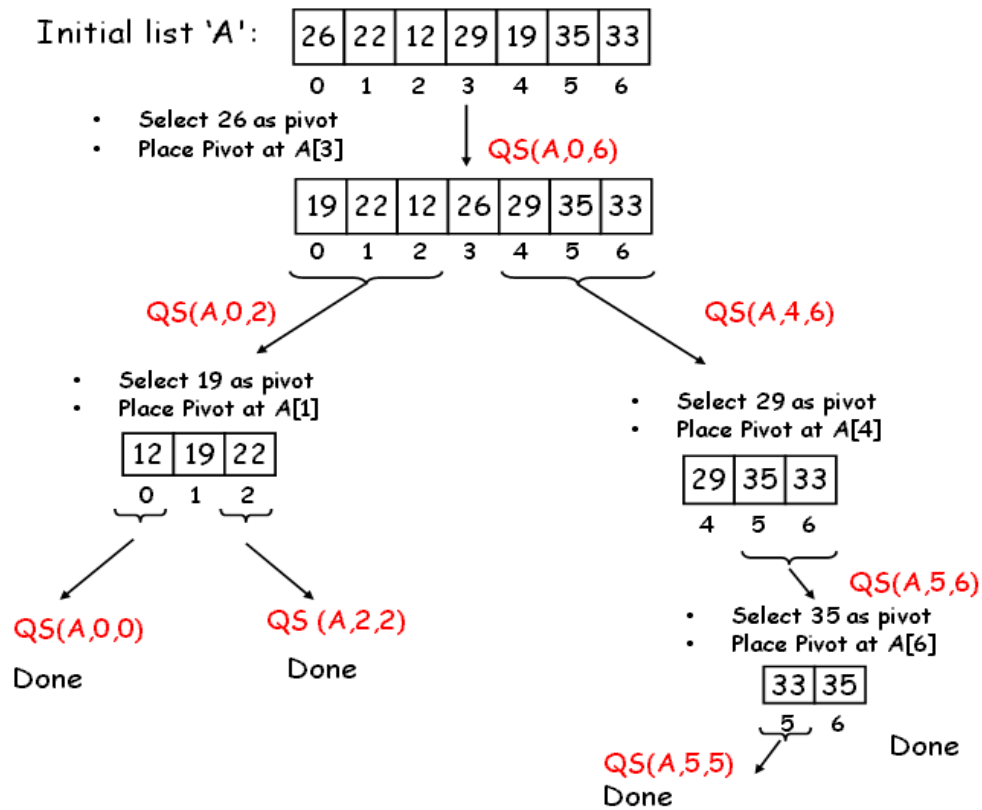 Initial list ‘A':
26 22 12 29 19 35 33
0 1 2 3 4 5 6
• Select 26 as pivot
• Place Pivot at A[3]
QS(A,0,6)
19 22 12 26 29 35 33
0 1 2 3 4 5 6
QS(A,0,2)
QS(A,4,6)
• Select 19 as pivot
• Place Pivot at A[1]
12 19 22
0 1 2
• Select 29 as pivot
• Place Pivot at A[4]
29 35 33
4 5 6
QS(A,0,0)
Done
QS (A,2,2)
Done
QS(A,5,6)
• Select 35 as pivot
• Place Pivot at A[6]
33 35
5 6
Done
QS(A,5,5)
Done